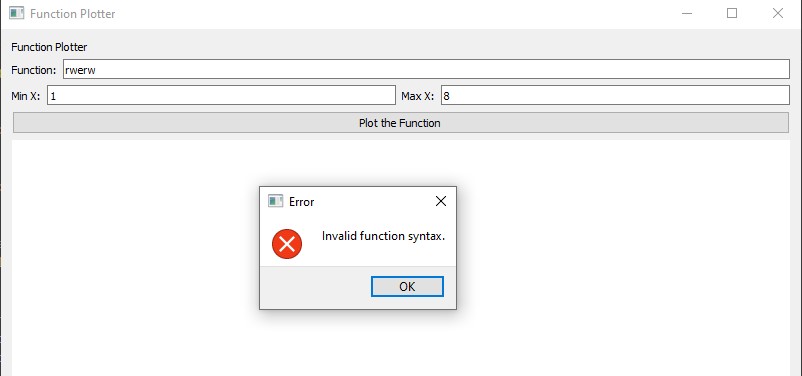 Function Plotter
Function Plotter
Function: rwerw
Min X: 1 Max X: 8
Plot the Function
Error
Invalid function syntax.
OK